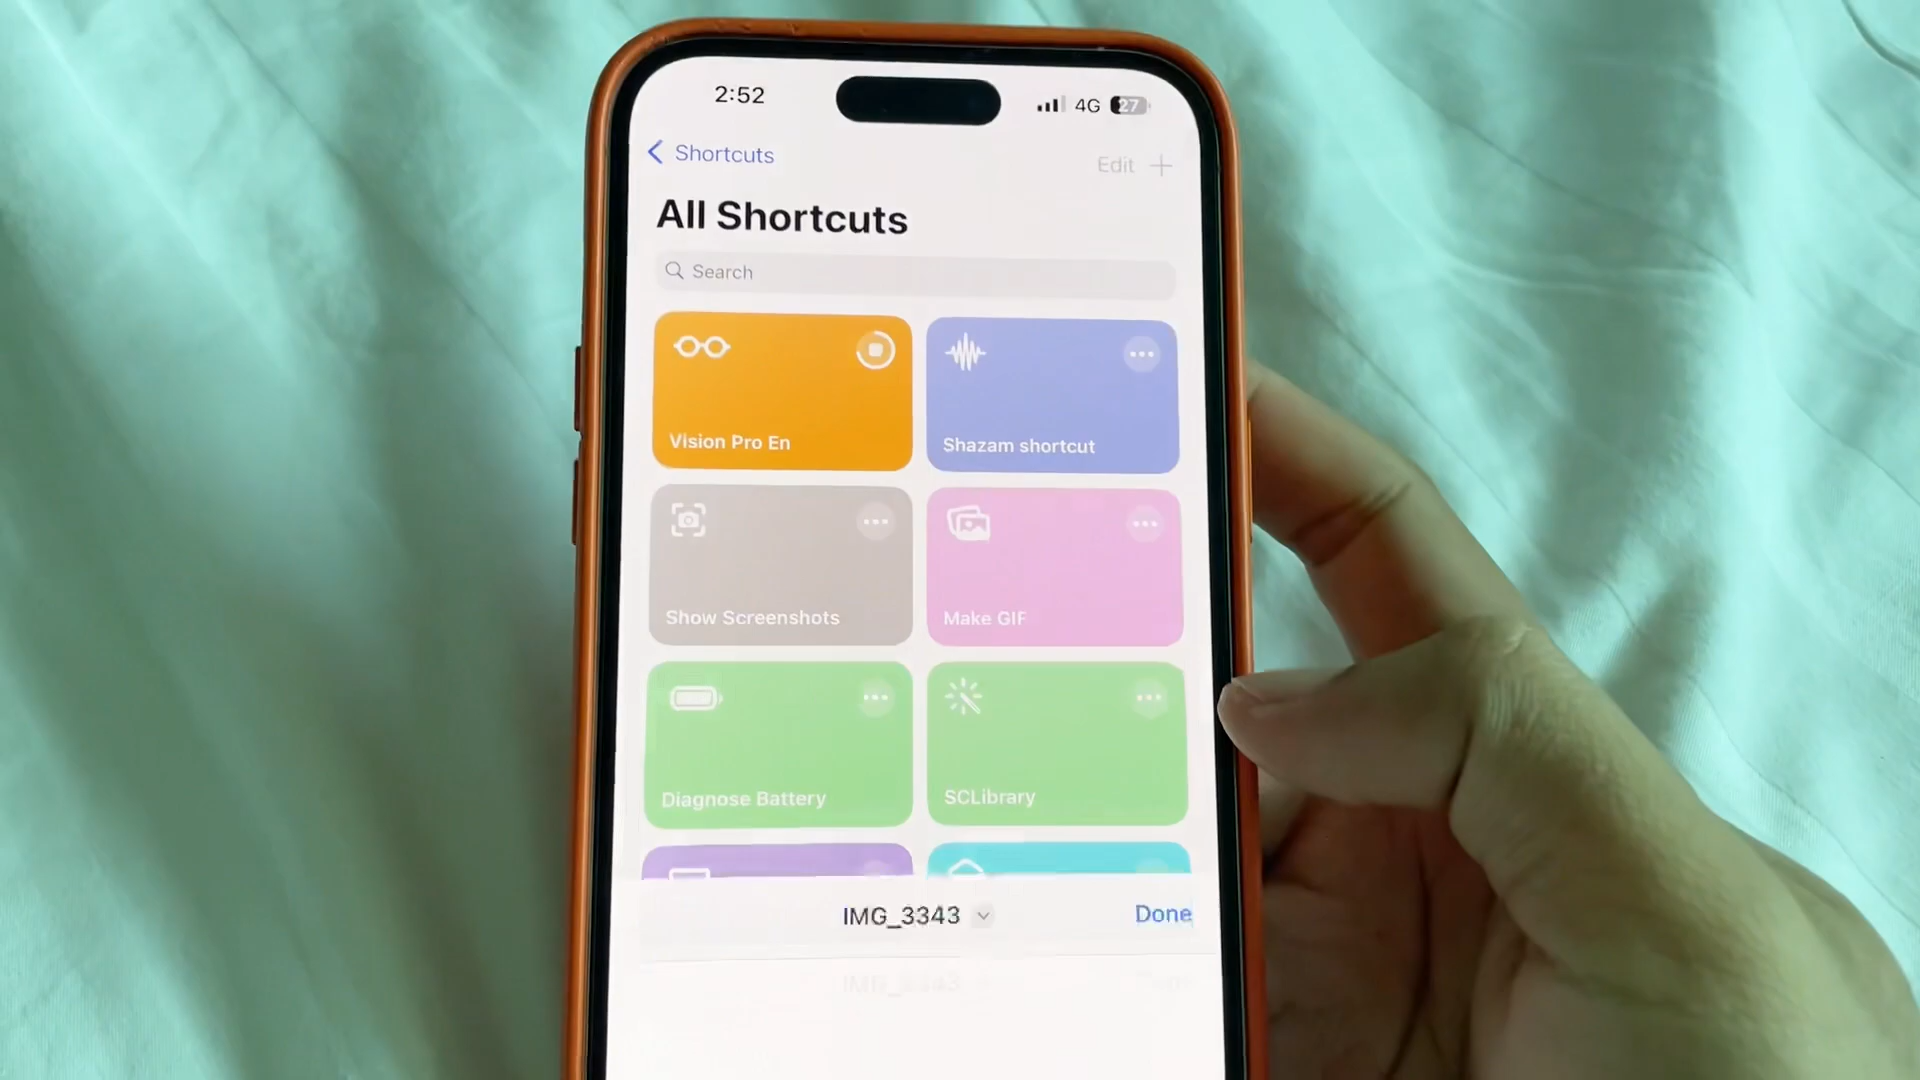 2:52
4G 27
Shortcuts
Edit
All Shortcuts
Search
Vision Pro En
Shazam shortcut
Show Screenshots
Make GIF
Diagnose Battery
SCLibrary
IMG_3343
Done
IMG_3343